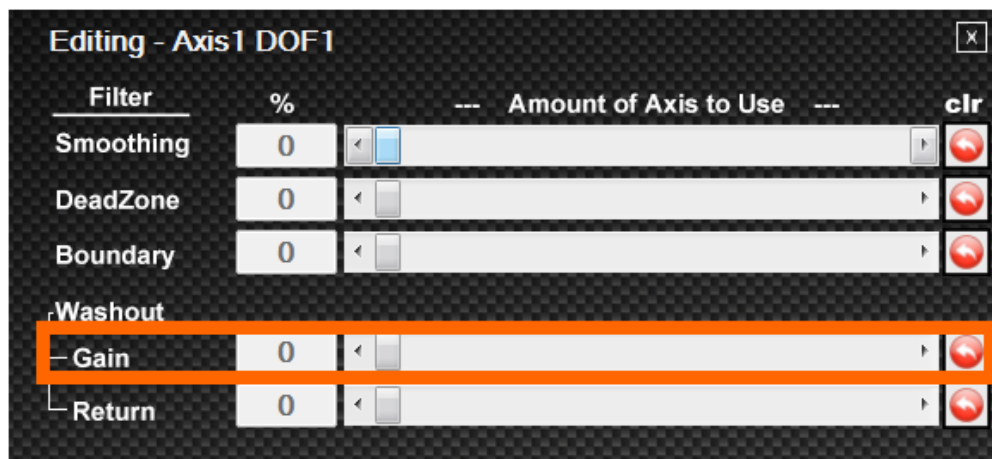 Editing - Axis1 DOF1 x
Filter % --- Amount of Axis to Use --- clr
Smoothing 0
DeadZone 0
Boundary 0
Washout
Gain 0
Return 0